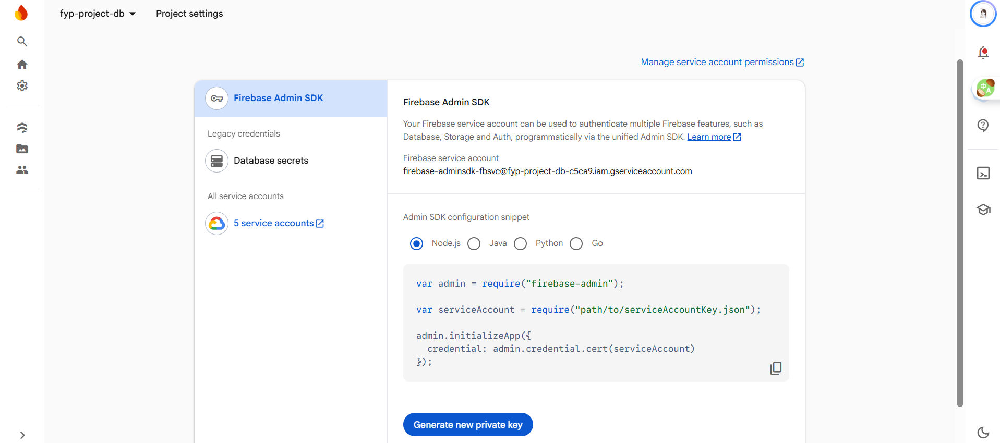 fyp-project-db
Project settings
Manage service account permissions
Firebase Admin SDK
Legacy credentials
Database secrets
All service accounts
5 service accounts
Firebase Admin SDK
Your Firebase service account can be used to authenticate multiple Firebase features, such as
Database, Storage and Auth, programmatically via the unified Admin SDK. Learn more
Firebase service account
firebase-adminsdk-fbsvc@fyp-project-db-c5ca9.iam.gserviceaccount.com
Admin SDK configuration snippet
Node.js Java Python Go
var admin = require("firebase-admin");
var serviceAccount = require("path/to/serviceAccountKey.json");
admin.initializeApp({
  credential: admin.credential.cert(serviceAccount)
});
Generate new private key
中
A